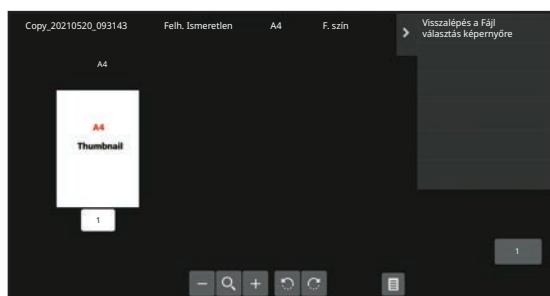 Copy_20210520_093143 Felh. Ismeretlen A4 F. szín
Visszalépés a Fájl
választás képernyőre
A4
A4
Thumbnail
1
1